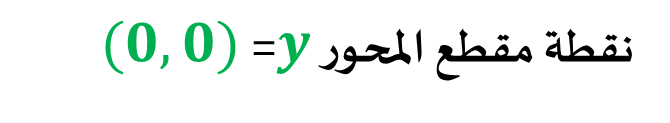 نقطة مقطع المحور y= (0, 0)